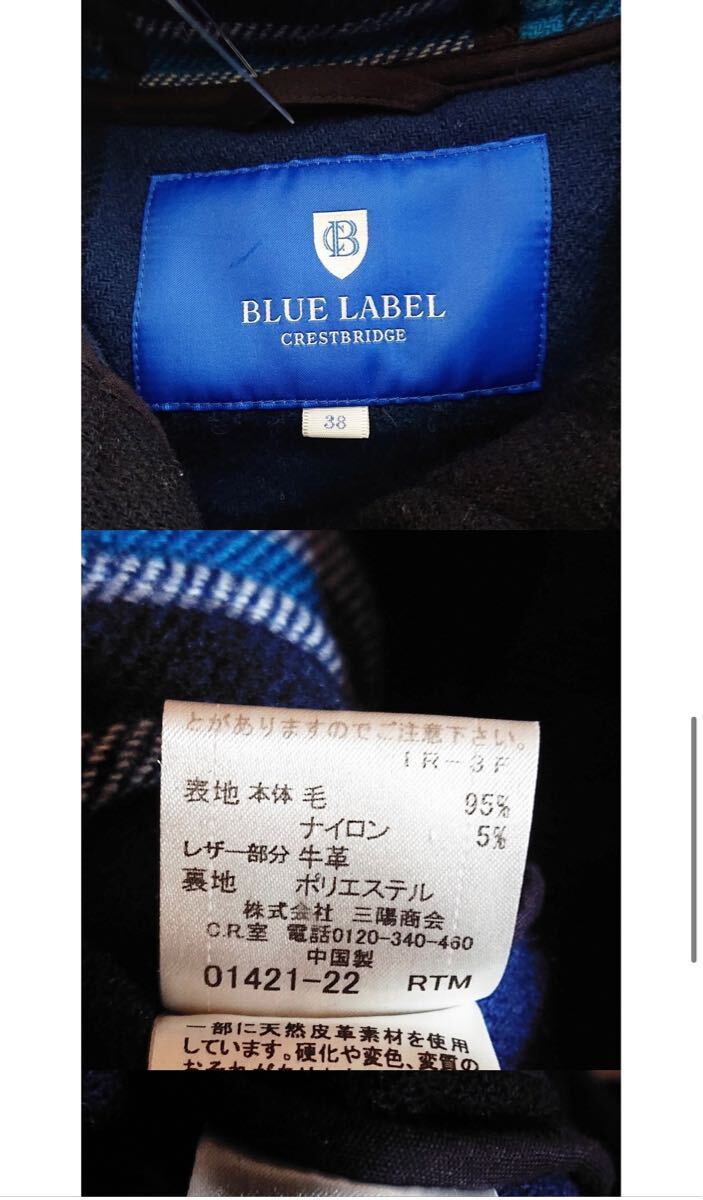 CB
BLUE LABEL
CRESTBRIDGE
38
とがありますのでご注意下さい。
IR-3F
表地 本体 毛 95%
ナイロン 5%
レザー部分 牛革
裏地 ポリエステル
株式会社 三陽商会
C.R.室 電話0120-340-460
中国製
01421-22 RTM
一部に天然皮革素材を使用
しています。硬化や変色、変質の